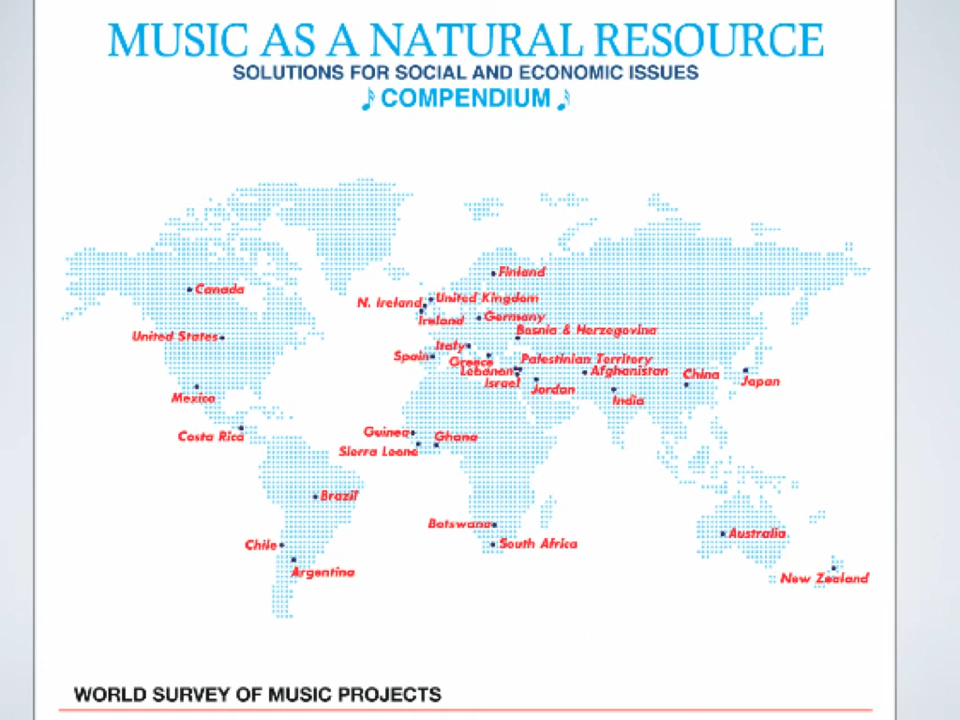 MUSIC AS A NATURAL RESOURCE
SOLUTIONS FOR SOCIAL AND ECONOMIC ISSUES
COMPENDIUM
Finland
Canada
United Kingdom
N. Ireland
Germany
Ireland
Bosnia & Herzegovina
United States
Italy
Spain
Palestinian Territory
Greece
Lebanon
Afghanistan
China
Israel
Japan
Jordan
Mexico
India
Guinea
Ghana
Costa Rica
Sierra Leone
Brazil
Botswana
Australia
South Africa
Chile
Argentina
New Zealand
WORLD SURVEY OF MUSIC PROJECTS